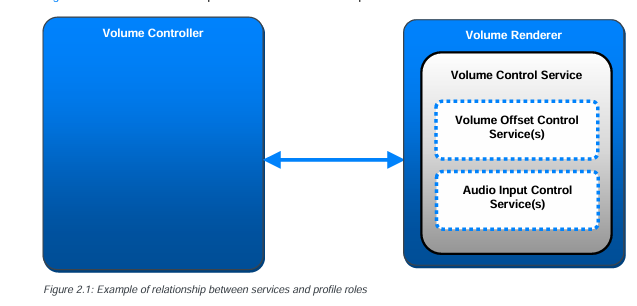 Volume Controller
Volume Renderer
Volume Control Service
Volume Offset Control
Service(s)
Audio Input Control
Service(s)
Figure 2.1: Example of relationship between services and profile roles